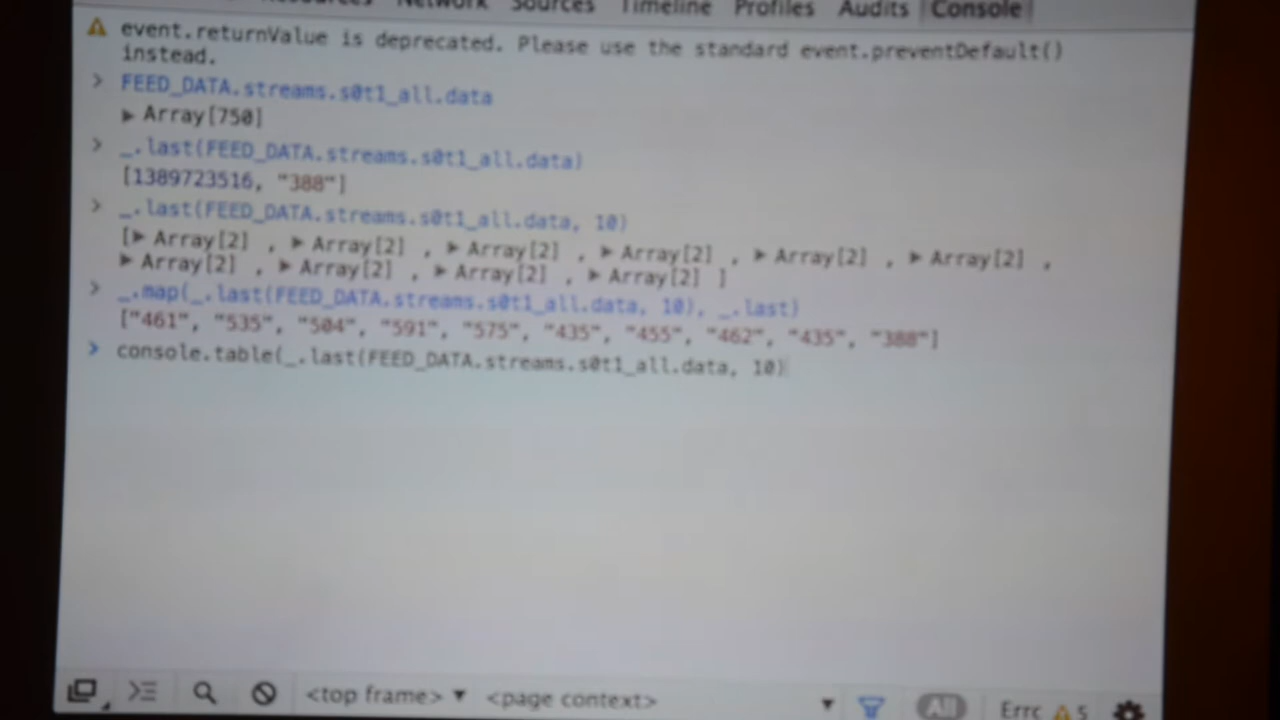 Resources Network Sources Timeline Profiles Audits Console
event.returnValue is deprecated. Please use the standard event.preventDefault()
instead.
> FEED_DATA.streams.s0t1_all.data
▶ Array[750]
> _.last(FEED_DATA.streams.s0t1_all.data)
[1389723516, "388"]
> _.last(FEED_DATA.streams.s0t1_all.data, 10)
[▶ Array[2] , ▶ Array[2] , ▶ Array[2] , ▶ Array[2] , ▶ Array[2] , ▶ Array[2] ,
▶ Array[2] , ▶ Array[2] , ▶ Array[2] , ▶ Array[2] ]
> _.map(_.last(FEED_DATA.streams.s0t1_all.data, 10), _.last)
["461", "535", "504", "591", "575", "435", "455", "462", "435", "388"]
> console.table(_.last(FEED_DATA.streams.s0t1_all.data, 10)
<top frame> ▼ <page context> ▼ All Errc 5